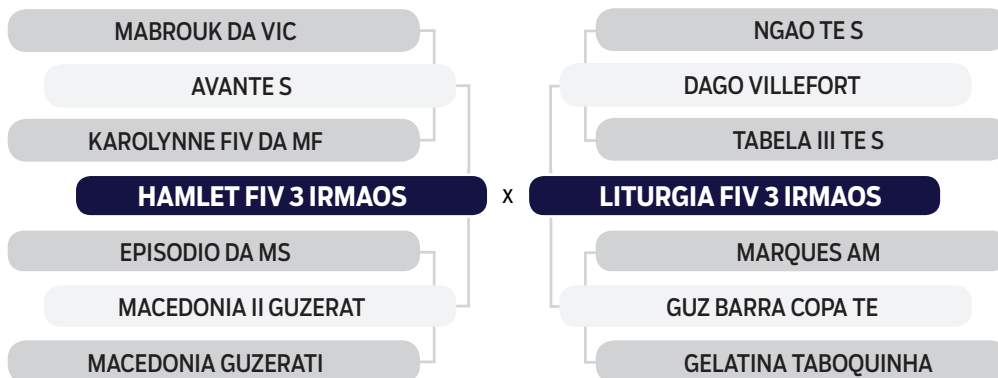 MABROUK DA VIC
AVANTE S
KAROLYNNE FIV DA MF
HAMLET FIV 3 IRMAOS
EPISODIO DA MS
MACEDONIA II GUZERAT
MACEDONIA GUZERATI
x
NGAO TE S
DAGO VILLEFORT
TABELA III TE S
LITURGIA FIV 3 IRMAOS
MARQUES AM
GUZ BARRA COPA TE
GELATINA TABOQUINHA